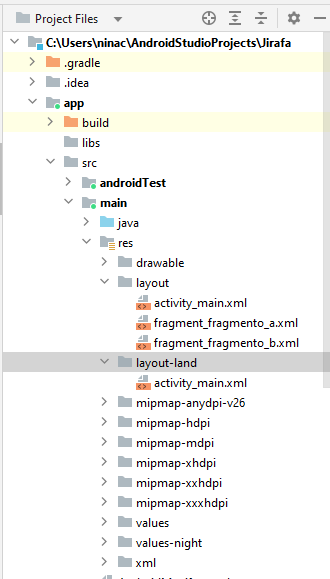 Project Files
C:\Users\ninac\AndroidStudioProjects\Jirafa
.gradle
.idea
app
build
libs
src
androidTest
main
java
res
drawable
layout
activity_main.xml
fragment_fragmento_a.xml
fragment_fragmento_b.xml
layout-land
activity_main.xml
mipmap-anydpi-v26
mipmap-hdpi
mipmap-mdpi
mipmap-xhdpi
mipmap-xxhdpi
mipmap-xxxhdpi
values
values-night
xml